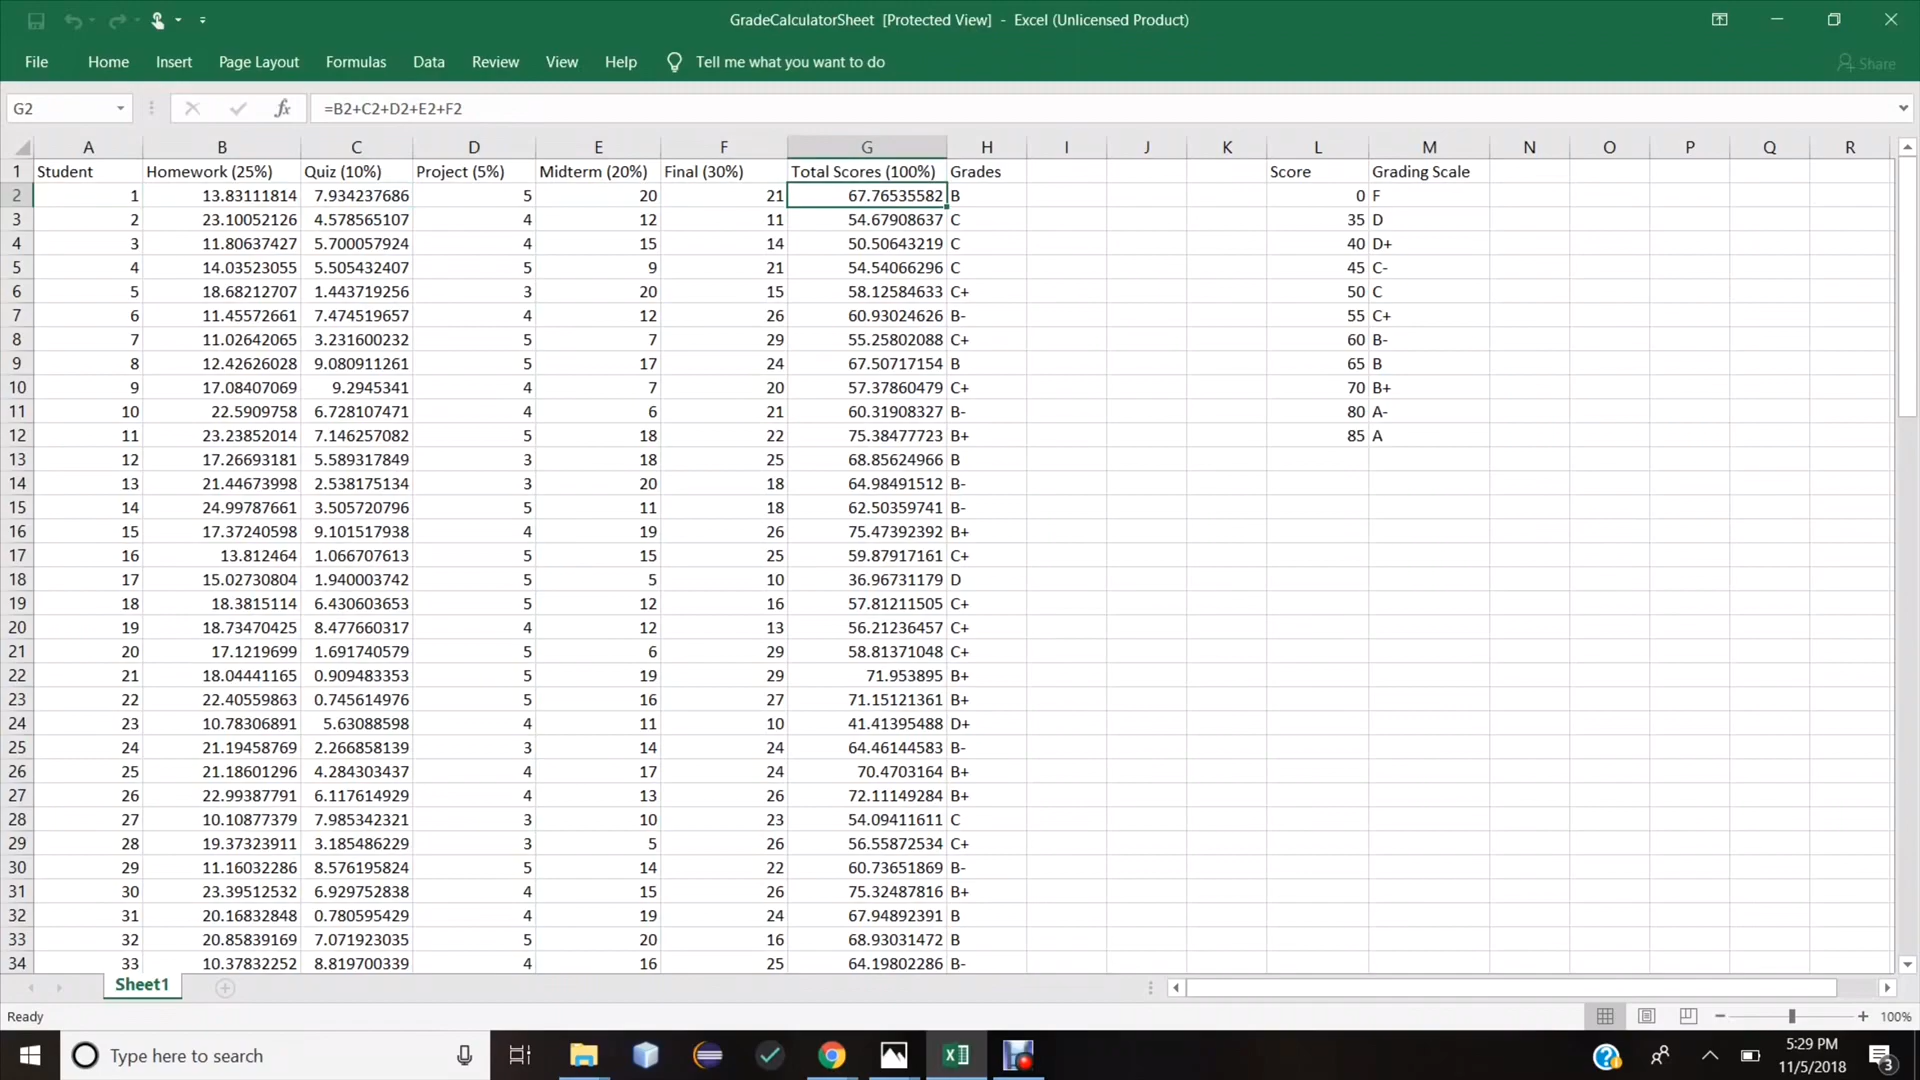 GradeCalculatorSheet [Protected View] - Excel (Unlicensed Product)
File Home Insert Page Layout Formulas Data Review View Help Tell me what you want to do Share
G2 fx =B2+C2+D2+E2+F2
A B C D E F G H I J K L M N O P Q R
1 Student Homework (25%) Quiz (10%) Project (5%) Midterm (20%) Final (30%) Total Scores (100%) Grades Score Grading Scale
2 1 13.83111814 7.934237686 5 20 21 67.76535582 B 0 F
3 2 23.10052126 4.578565107 4 12 11 54.67908637 C 35 D
4 3 11.80637427 5.700057924 4 15 14 50.50643219 C 40 D+
5 4 14.03523055 5.505432407 5 9 21 54.54066296 C 45 C-
6 5 18.68212707 1.443719256 3 20 15 58.12584633 C+ 50 C
7 6 11.45572661 7.474519657 4 12 26 60.93024626 B- 55 C+
8 7 11.02642065 3.231600232 5 7 29 55.25802088 C+ 60 B-
9 8 12.42626028 9.080911261 5 17 24 67.50717154 B 65 B
10 9 17.08407069 9.2945341 4 7 20 57.37860479 C+ 70 B+
11 10 22.5909758 6.728107471 4 6 21 60.31908327 B- 80 A-
12 11 23.23852014 7.146257082 5 18 22 75.38477723 B+ 85 A
13 12 17.26693181 5.589317849 3 18 25 68.85624966 B
14 13 21.44673998 2.538175134 3 20 18 64.98491512 B-
15 14 24.99787661 3.505720796 5 11 18 62.50359741 B-
16 15 17.37240598 9.101517938 4 19 26 75.47392392 B+
17 16 13.812464 1.066707613 5 15 25 59.87917161 C+
18 17 15.02730804 1.940003742 5 5 10 36.96731179 D
19 18 18.3815114 6.430603653 5 12 16 57.81211505 C+
20 19 18.73470425 8.477660317 4 12 13 56.21236457 C+
21 20 17.1219699 1.691740579 5 6 29 58.81371048 C+
22 21 18.04441165 0.909483353 5 19 29 71.953895 B+
23 22 22.40559863 0.745614976 5 16 27 71.15121361 B+
24 23 10.78306891 5.63088598 4 11 10 41.41395488 D+
25 24 21.19458769 2.266858139 3 14 24 64.46144583 B-
26 25 21.18601296 4.284303437 4 17 24 70.4703164 B+
27 26 22.99387791 6.117614929 4 13 26 72.11149284 B+
28 27 10.10877379 7.985342321 3 10 23 54.09411611 C
29 28 19.37323911 3.185486229 3 5 26 56.55872534 C+
30 29 11.16032286 8.576195824 5 14 22 60.73651869 B-
31 30 23.39512532 6.929752838 4 15 26 75.32487816 B+
32 31 20.16832848 0.780595429 4 19 24 67.94892391 B
33 32 20.85839169 7.071923035 5 20 16 68.93031472 B
34 33 10.37832252 8.819700339 4 16 25 64.19802286 B-
Sheet1
Ready 100%
Type here to search 5:29 PM
11/5/2018 3